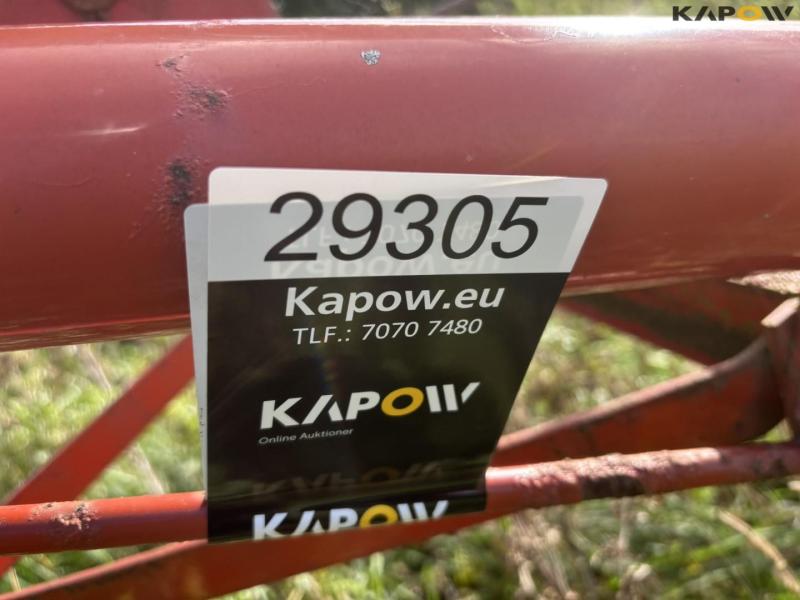 KAPOW
29305
Kapow.eu
TLF.: 7070 7480
KAPOW
Online Auktioner
KAPOW